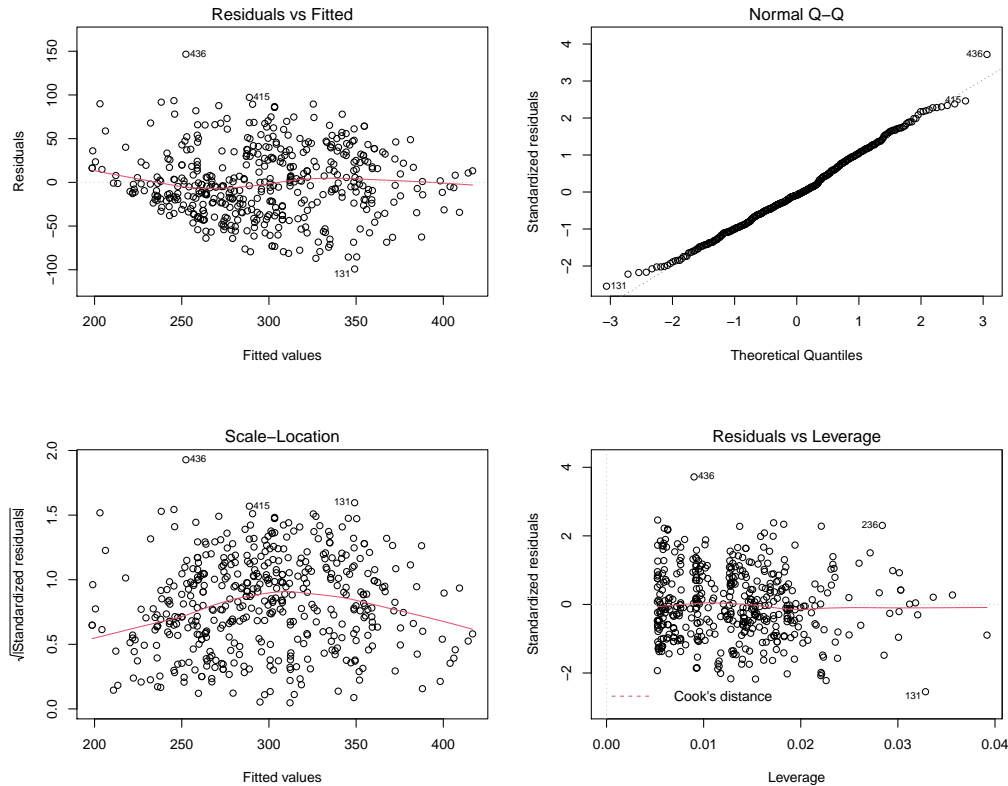 Residuals vs Fitted
Residuals
150
100
50
0
−50
−100
436
415
131
200 250 300 350 400
Fitted values
Normal Q−Q
Standardized residuals
4
3
2
1
0
−1
−2
436
415
131
−3 −2 −1 0 1 2 3
Theoretical Quantiles
Scale−Location
√|Standardized residuals|
2.0
1.5
1.0
0.5
0.0
436
415
131
200 250 300 350 400
Fitted values
Residuals vs Leverage
Standardized residuals
4
2
0
−2
436
236
131
Cook's distance
0.00 0.01 0.02 0.03 0.04
Leverage